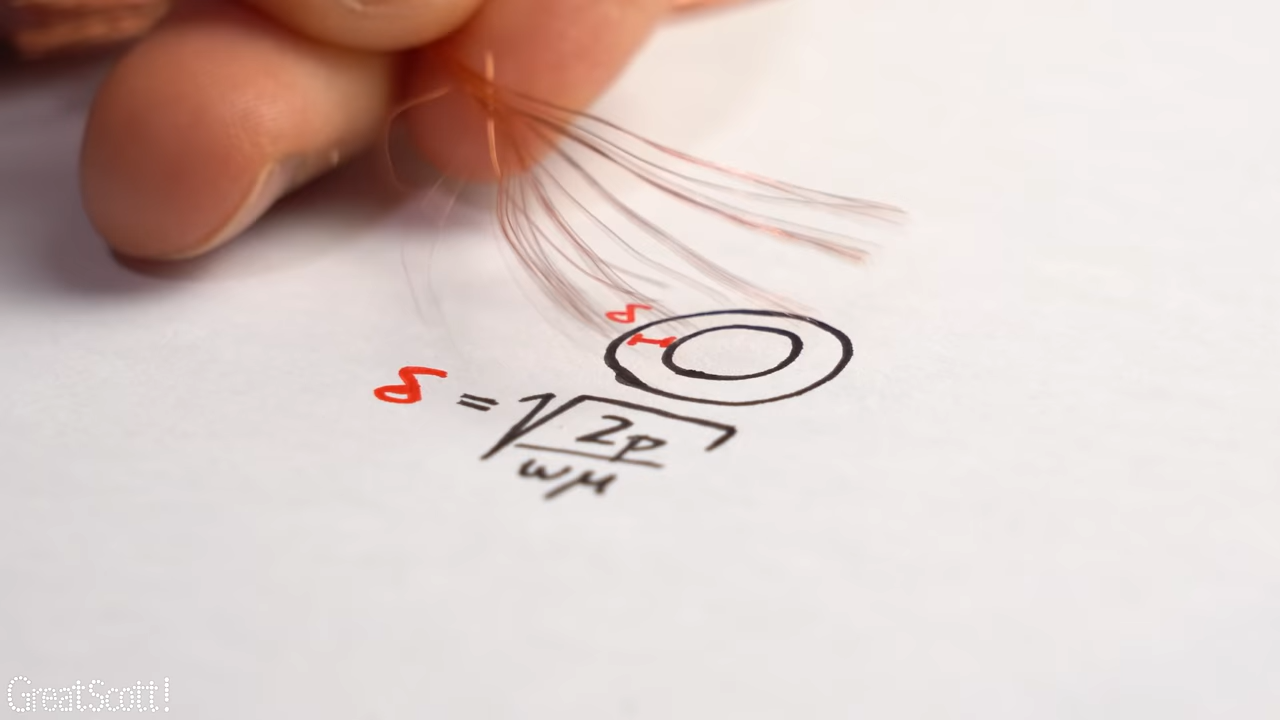 δ
δ = √2ρ
ωμ
GreatScott!